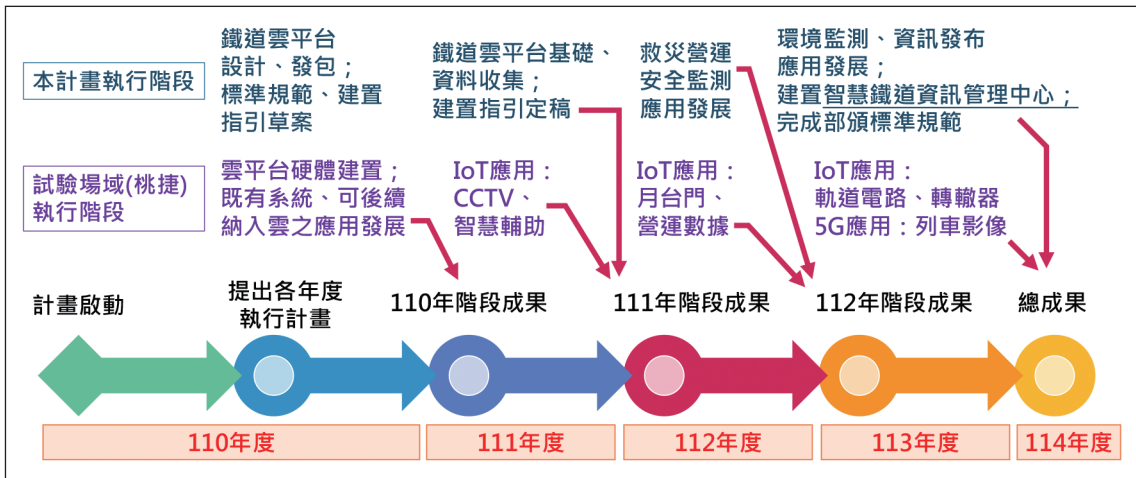 本計畫執行階段
鐵道雲平台
設計、發包；
標準規範、建置
指引草案
鐵道雲平台基礎、
資料收集；
建置指引定稿
救災營運
安全監測
應用發展
環境監測、資訊發布
應用發展；
建置智慧鐵道資訊管理中心；
完成部頒標準規範
試驗場域(桃捷)
執行階段
雲平台硬體建置；
既有系統、可後續
納入雲之應用發展
IoT應用：
CCTV、
智慧輔助
IoT應用：
月台門、
營運數據
IoT應用：
軌道電路、轉轍器
5G應用：列車影像
計畫啟動
提出各年度
執行計畫
110年階段成果
111年階段成果
112年階段成果
總成果
110年度
111年度
112年度
113年度
114年度